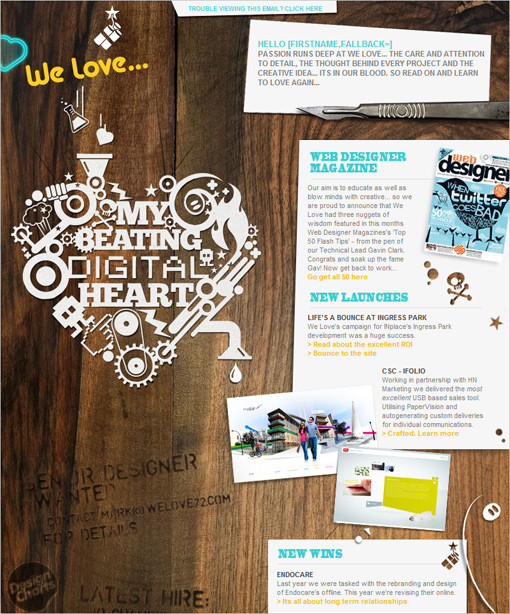 TROUBLE VIEWING THIS EMAIL? CLICK HERE
We Love...
HELLO [FIRSTNAME,FALLBACK=]
PASSION RUNS DEEP AT WE LOVE... THE CARE AND ATTENTION
TO DETAIL, THE THOUGHT BEHIND EVERY PROJECT AND THE
CREATIVE IDEA... ITS IN OUR BLOOD. SO READ ON AND LEARN
TO LOVE AGAIN...
MY
BEATING
DIGITAL
HEART
WEB DESIGNER
MAGAZINE
Our aim is to educate as well as
blow minds with creative... so we
are proud to announce that We
Love had three nuggets of
wisdom featured in this months
Web Designer Magazines's 'Top
50 Flash Tips' - from the pen of
our Technical Lead Gavin Clark.
Congrats and soak up the fame
Gav! Now get back to work...
Go get all 50 here
web
designer
WHEN
twitter
BAD
NEW LAUNCHES
LIFE'S A BOUNCE AT INGRESS PARK
We Love's campaign for INplace's Ingress Park
development was a huge success.
> Read about the excellent ROI
> Bounce to the site
CSC - IFOLIO
Working in partnership with HN
Marketing we delivered the most
excellent USB based sales tool.
Utilising PaperVision and
autogenerating custom deliveries
for individual communications.
> Crafted. Learn more
SENIOR DESIGNER
WANTED
CONTACT MARK@WELOVE72.COM
FOR DETAILS
LATEST HIRE:
NEW WINS
ENDOCARE
Last year we were tasked with the rebranding and design
of Endocare's offline. This year we're revising their online.
> Its all about long term relationships